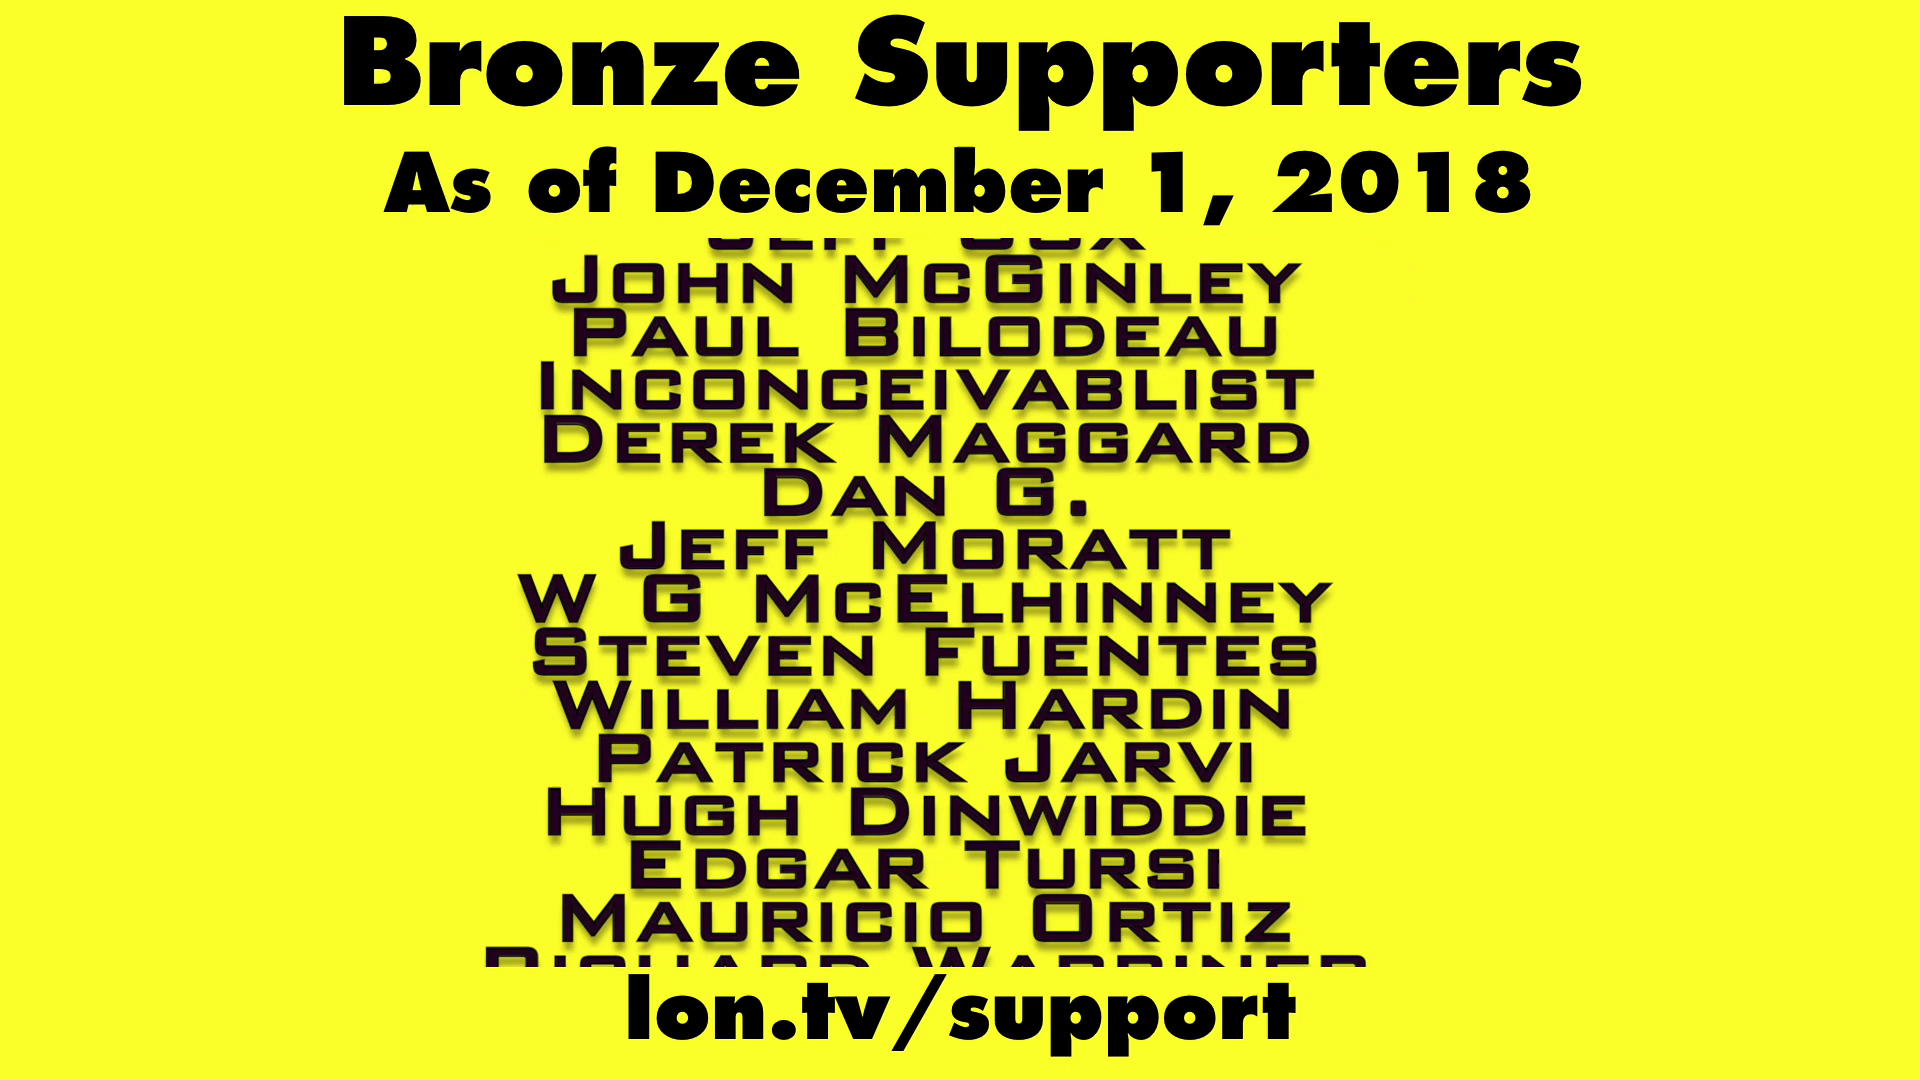 Bronze Supporters
As of December 1, 2018
John McGinley
Paul Bilodeau
Inconceivablist
Derek Maggard
Dan G.
Jeff Moratt
W G McElhinney
Steven Fuentes
William Hardin
Patrick Jarvi
Hugh Dinwiddie
Edgar Tursi
Mauricio Ortiz
lon.tv/support